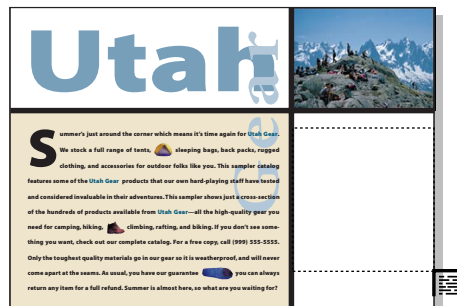 Utah
Gear
Summer's just around the corner which means it's time again for Utah Gear.
We stock a full range of tents, sleeping bags, back packs, rugged
clothing, and accessories for outdoor folks like you. This sampler catalog
features some of the Utah Gear products that our own hard-playing staff have tested
and considered invaluable in their adventures. This sampler shows just a cross-section
of the hundreds of products available from Utah Gear—all the high-quality gear you
need for camping, hiking, climbing, rafting, and biking. If you don't see some-
thing you want, check out our complete catalog. For a free copy, call (999) 555-5555.
Only the toughest quality materials go in our gear so it is weatherproof, and will never
come apart at the seams. As usual, you have our guarantee you can always
return any item for a full refund. Summer is almost here, so what are you waiting for?